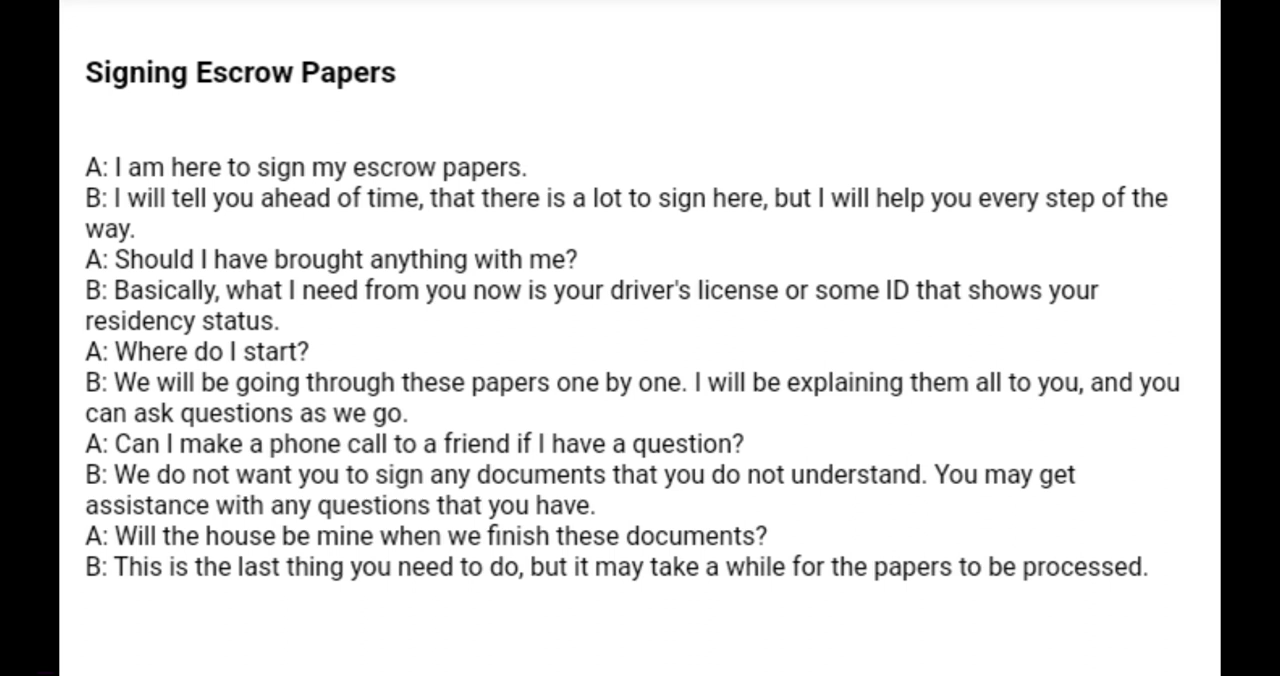 Signing Escrow Papers
A: I am here to sign my escrow papers.
B: I will tell you ahead of time, that there is a lot to sign here, but I will help you every step of the
way.
A: Should I have brought anything with me?
B: Basically, what I need from you now is your driver's license or some ID that shows your
residency status.
A: Where do I start?
B: We will be going through these papers one by one. I will be explaining them all to you, and you
can ask questions as we go.
A: Can I make a phone call to a friend if I have a question?
B: We do not want you to sign any documents that you do not understand. You may get
assistance with any questions that you have.
A: Will the house be mine when we finish these documents?
B: This is the last thing you need to do, but it may take a while for the papers to be processed.